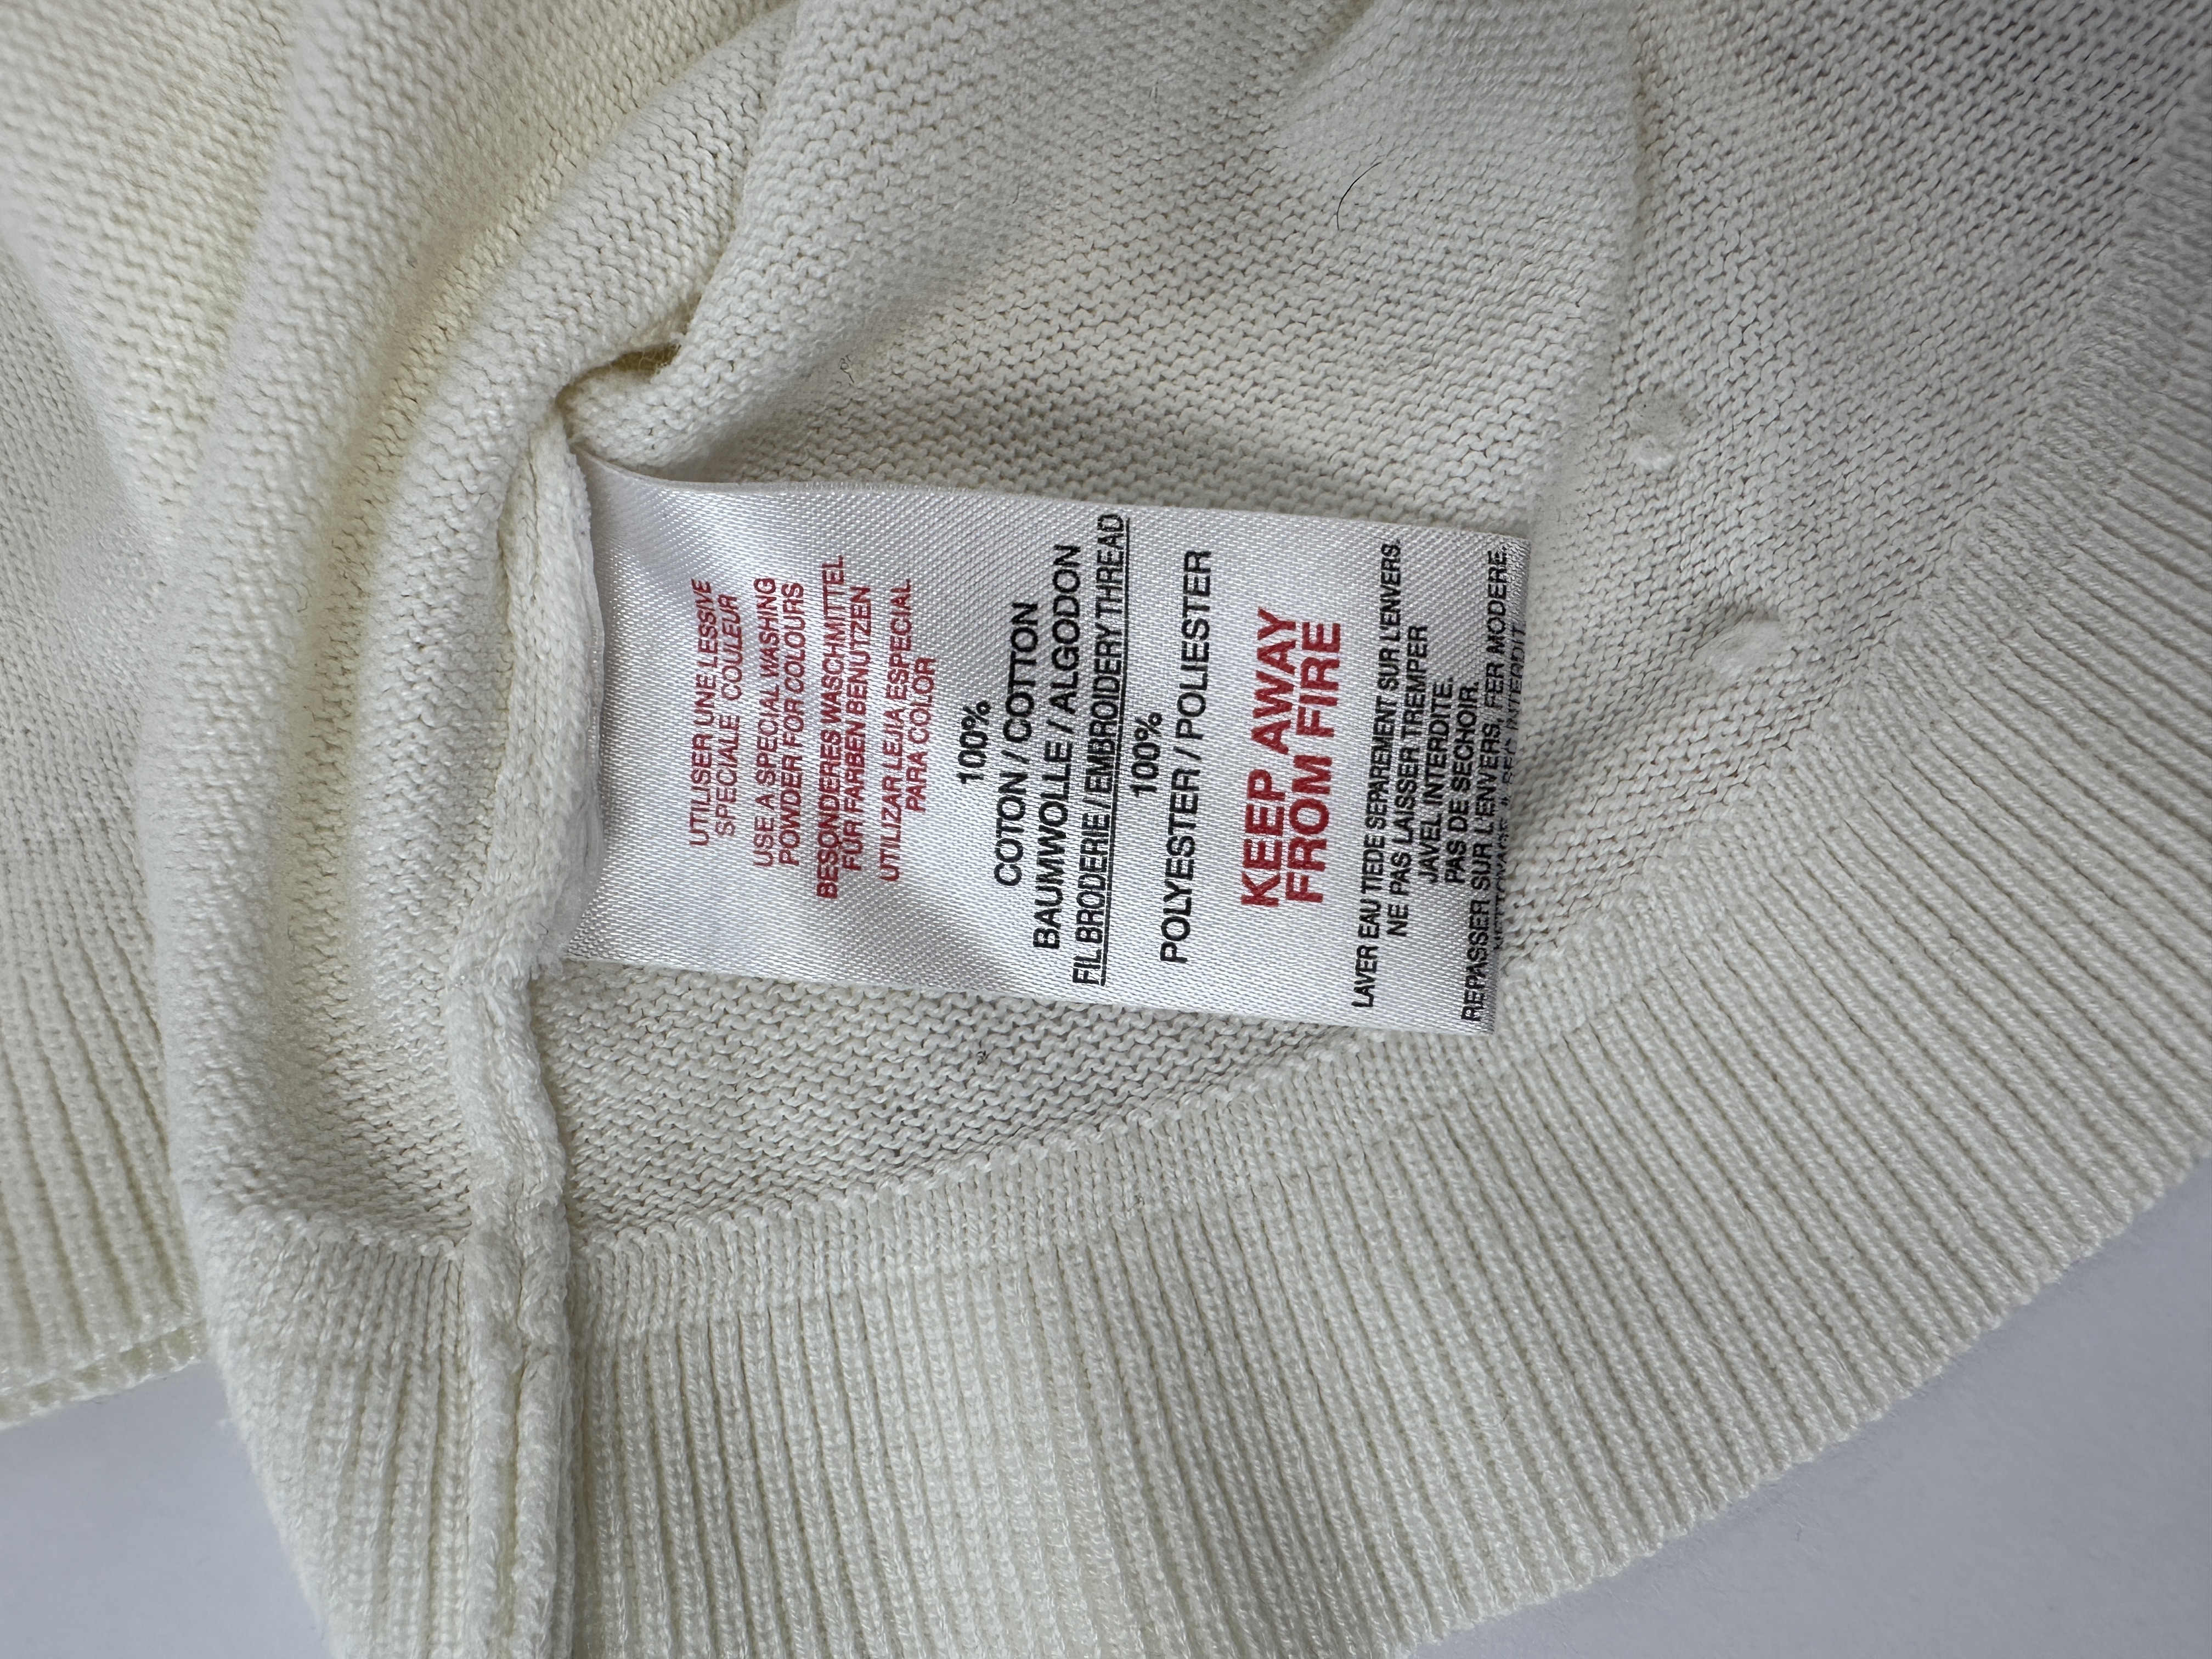 UTILISER UNE LESSIVE
SPECIALE COULEUR
USE A SPECIAL WASHING
POWDER FOR COLOURS
BESONDERES WASCHMITTEL
FÜR FARBEN BENUTZEN
UTILIZAR LEJIA ESPECIAL
PARA COLOR
100%
COTON / COTTON
BAUMWOLLE / ALGODON
FIL BRODERIE / EMBROIDERY THREAD
100%
POLYESTER / POLIESTER
KEEP AWAY
FROM FIRE
LAVER EAU TIEDE SEPAREMENT SUR L'ENVERS.
NE PAS LAISSER TREMPER
JAVEL INTERDITE.
PAS DE SECHOIR.
REPASSER SUR L'ENVERS, FER MODERE.